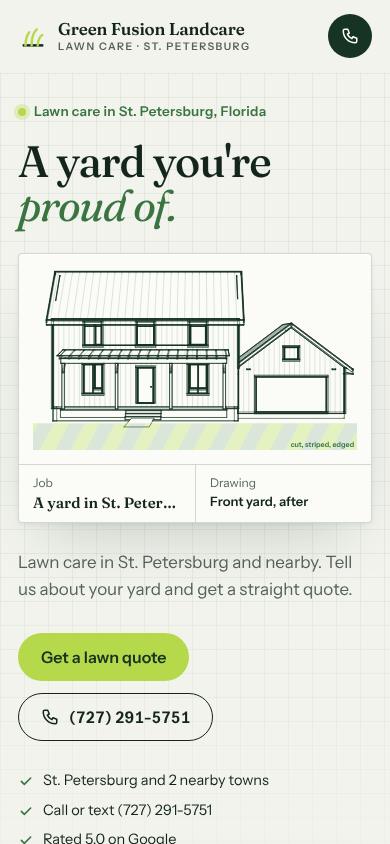 Green Fusion Landcare
LAWN CARE · ST. PETERSBURG
Lawn care in St. Petersburg, Florida
A yard you're
proud of.
cut, striped, edged
Job
A yard in St. Peter...
Drawing
Front yard, after
Lawn care in St. Petersburg and nearby. Tell
us about your yard and get a straight quote.
Get a lawn quote
(727) 291-5751
St. Petersburg and 2 nearby towns
Call or text (727) 291-5751
Rated 5.0 on Google